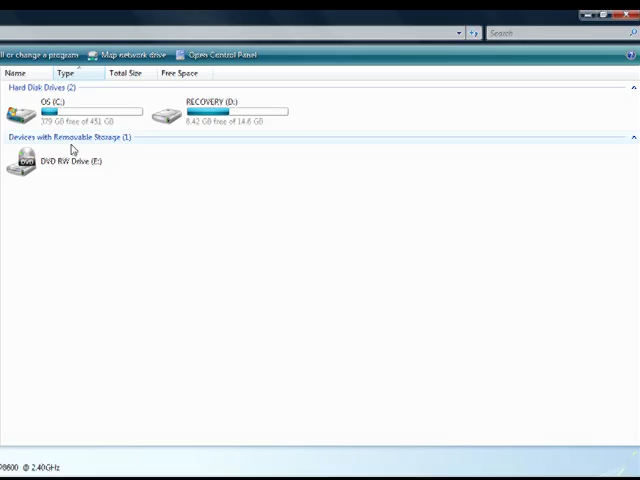 Search
ll or change a program Map network drive Open Control Panel
Name Type Total Size Free Space
Hard Disk Drives (2)
OS (C:)
379 GB free of 451 GB
RECOVERY (D:)
8.42 GB free of 14.6 GB
Devices with Removable Storage (1)
DVD
DVD RW Drive (E:)
@ 2.40GHz